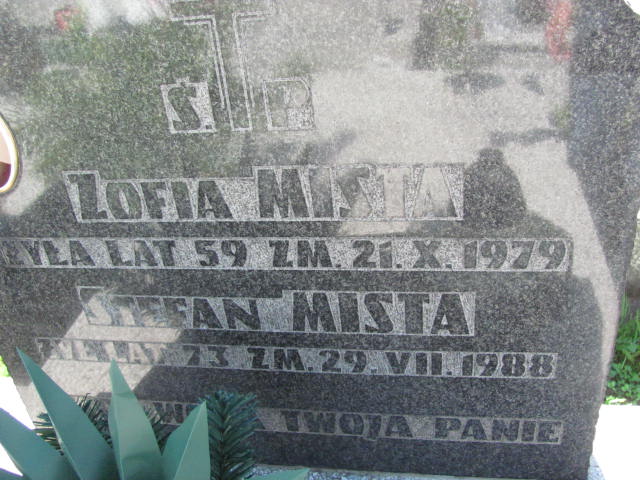 S P
ZOFIA MISTA
ŻYŁA LAT 59 ZM. 21. X. 1979
STEFAN MISTA
ŻYŁ LAT 73 ZM. 29. VII. 1988
TWOJA PANIE